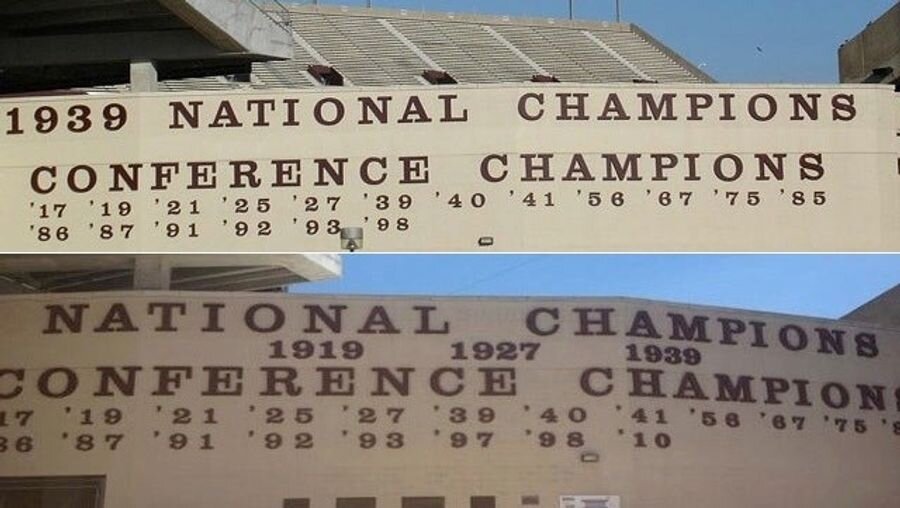 1939 NATIONAL CHAMPIONS
CONFERENCE CHAMPIONS
'17 '19 '21 '25 '27 '39 '40 '41 '56 '67 '75 '85
'86 '87 '91 '92 '93 '98
NATIONAL CHAMPIONS
1919 1927 1939
CONFERENCE CHAMPIONS
17 '19 '21 '25 '27 '39 '40 '41 '56 '67 '75
'87 '91 '92 '93 '97 '98 '10